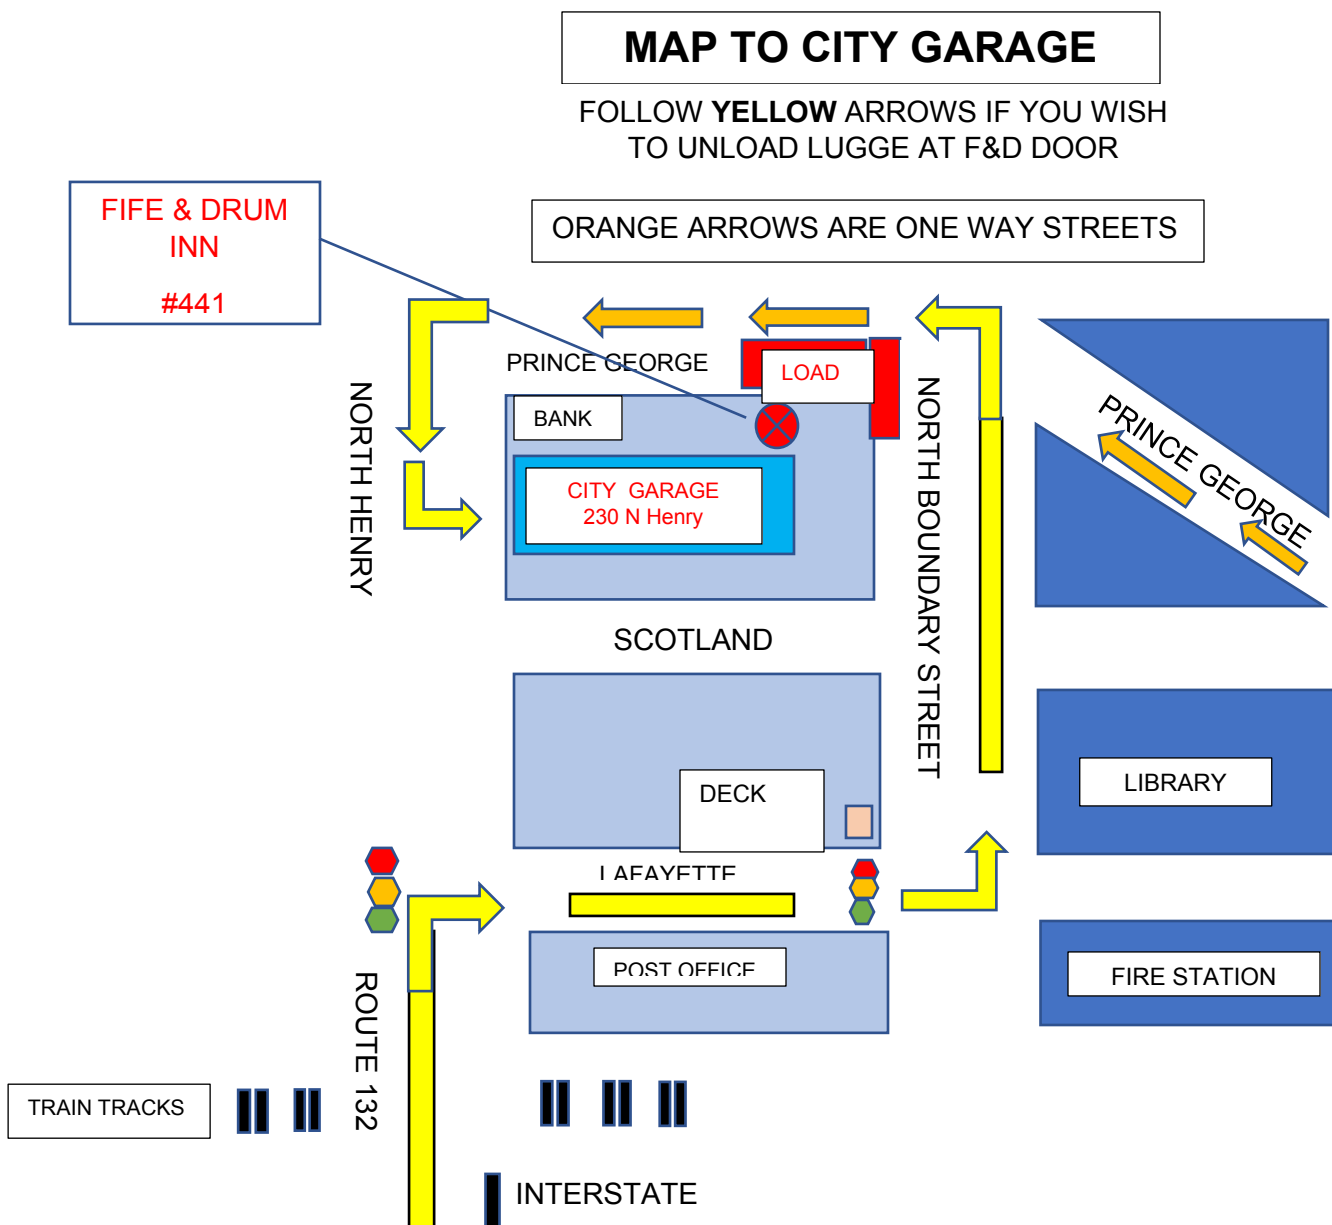 MAP TO CITY GARAGE
FOLLOW YELLOW ARROWS IF YOU WISH
TO UNLOAD LUGGE AT F&D DOOR
FIFE & DRUM
INN
#441
ORANGE ARROWS ARE ONE WAY STREETS
PRINCE GEORGE
LOAD
BANK
CITY GARAGE
230 N Henry
NORTH HENRY
NORTH BOUNDARY STREET
PRINCE GEORGE
SCOTLAND
DECK
LIBRARY
LAFAYETTE
POST OFFICE
FIRE STATION
ROUTE 132
TRAIN TRACKS
INTERSTATE